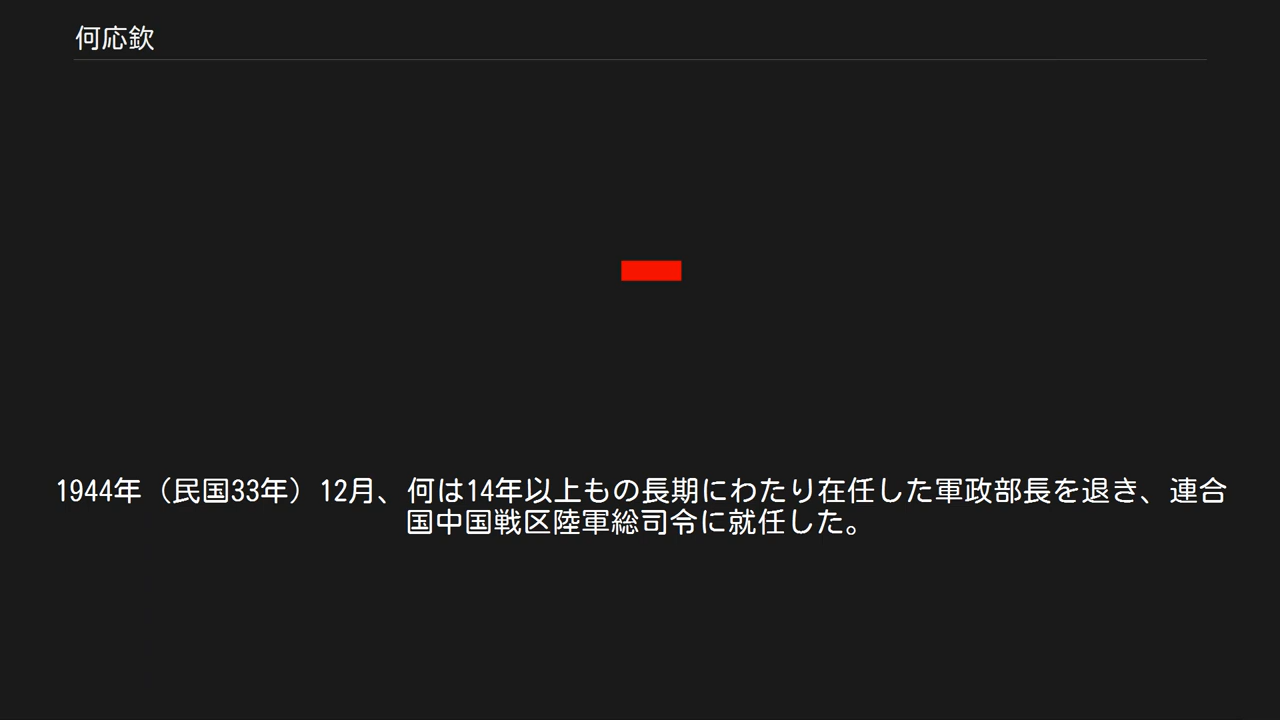 何応欽
1944年（民国33年）12月、何は14年以上もの長期にわたり在任した軍政部長を退き、連合
国中国戦区陸軍総司令に就任した。